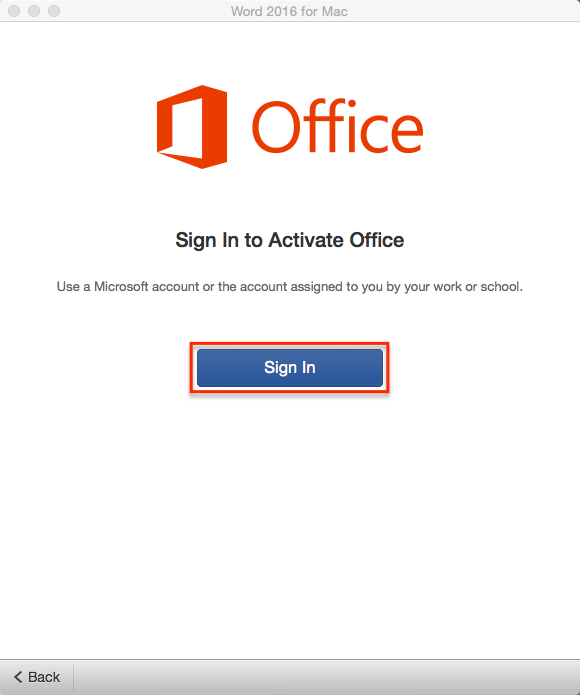 Word 2016 for Mac
Office
Sign In to Activate Office
Use a Microsoft account or the account assigned to you by your work or school.
Sign In
Back